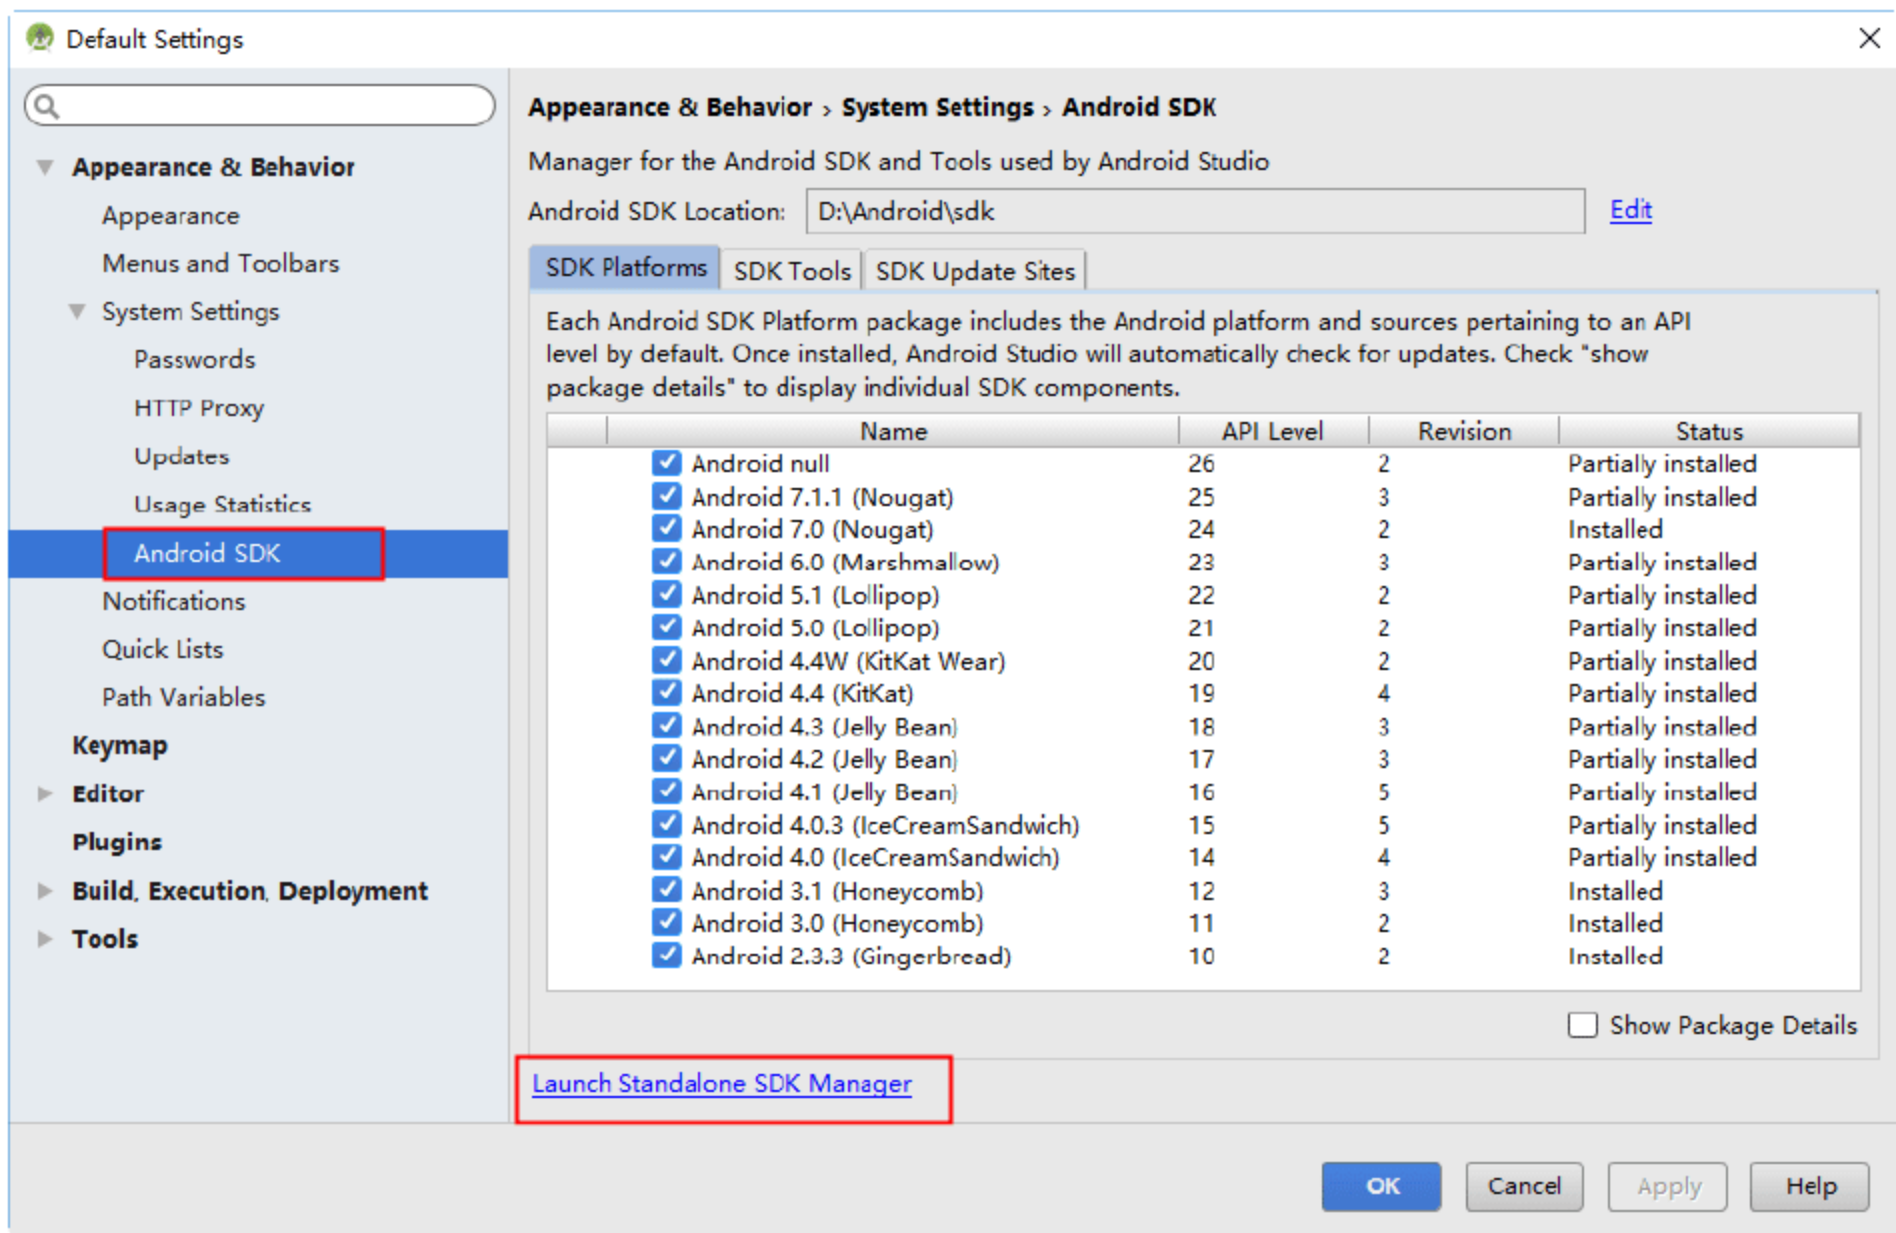 Default Settings
Appearance & Behavior
Appearance
Menus and Toolbars
System Settings
Passwords
HTTP Proxy
Updates
Usage Statistics
Android SDK
Notifications
Quick Lists
Path Variables
Keymap
Editor
Plugins
Build, Execution, Deployment
Tools
Appearance & Behavior › System Settings › Android SDK
Manager for the Android SDK and Tools used by Android Studio
Android SDK Location: D:\Android\sdk Edit
SDK Platforms SDK Tools SDK Update Sites
Each Android SDK Platform package includes the Android platform and sources pertaining to an API
level by default. Once installed, Android Studio will automatically check for updates. Check "show
package details" to display individual SDK components.
Name API Level Revision Status
Android null 26 2 Partially installed
Android 7.1.1 (Nougat) 25 3 Partially installed
Android 7.0 (Nougat) 24 2 Installed
Android 6.0 (Marshmallow) 23 3 Partially installed
Android 5.1 (Lollipop) 22 2 Partially installed
Android 5.0 (Lollipop) 21 2 Partially installed
Android 4.4W (KitKat Wear) 20 2 Partially installed
Android 4.4 (KitKat) 19 4 Partially installed
Android 4.3 (Jelly Bean) 18 3 Partially installed
Android 4.2 (Jelly Bean) 17 3 Partially installed
Android 4.1 (Jelly Bean) 16 5 Partially installed
Android 4.0.3 (IceCreamSandwich) 15 5 Partially installed
Android 4.0 (IceCreamSandwich) 14 4 Partially installed
Android 3.1 (Honeycomb) 12 3 Installed
Android 3.0 (Honeycomb) 11 2 Installed
Android 2.3.3 (Gingerbread) 10 2 Installed
Show Package Details
Launch Standalone SDK Manager
OK Cancel Apply Help